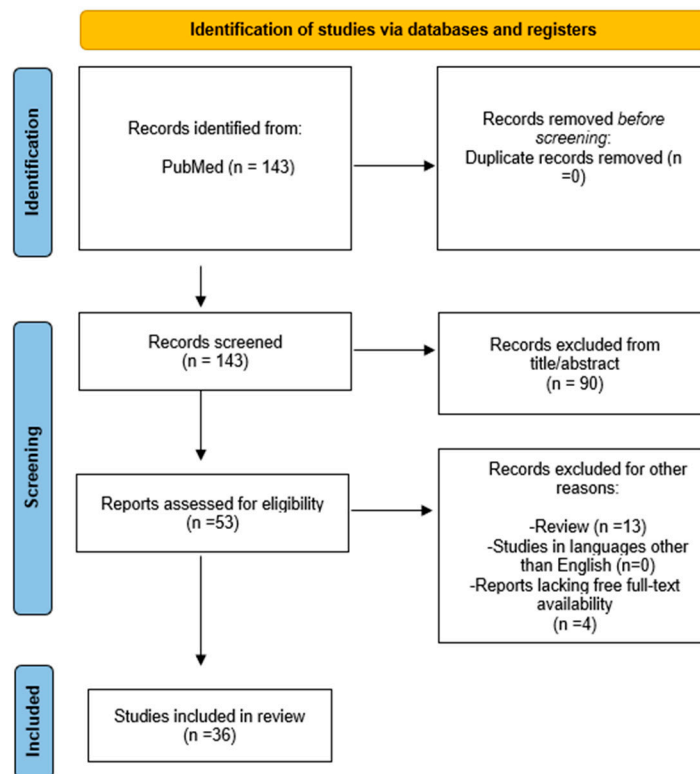 Identification of studies via databases and registers
Identification
Records identified from:
PubMed (n = 143)
Records removed before
screening:
Duplicate records removed (n
=0)
Screening
Records screened
(n = 143)
Records excluded from
title/abstract
(n = 90)
Reports assessed for eligibility
(n =53)
Records excluded for other
reasons:
-Review (n =13)
-Studies in languages other
than English (n=0)
-Reports lacking free full-text
availability
(n =4)
Included
Studies included in review
(n =36)